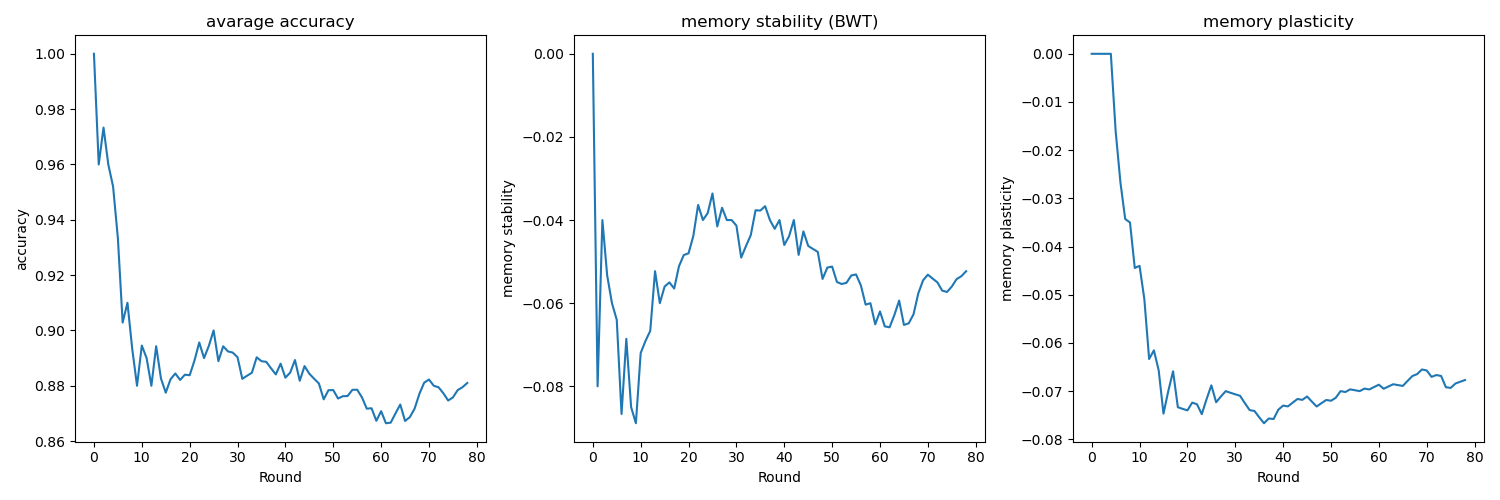 avarage accuracy
accuracy
1.00
0.98
0.96
0.94
0.92
0.90
0.88
0.86
0 10 20 30 40 50 60 70 80
Round
memory stability (BWT)
memory stability
0.00
−0.02
−0.04
−0.06
−0.08
0 10 20 30 40 50 60 70 80
Round
memory plasticity
memory plasticity
0.00
−0.01
−0.02
−0.03
−0.04
−0.05
−0.06
−0.07
−0.08
0 10 20 30 40 50 60 70 80
Round